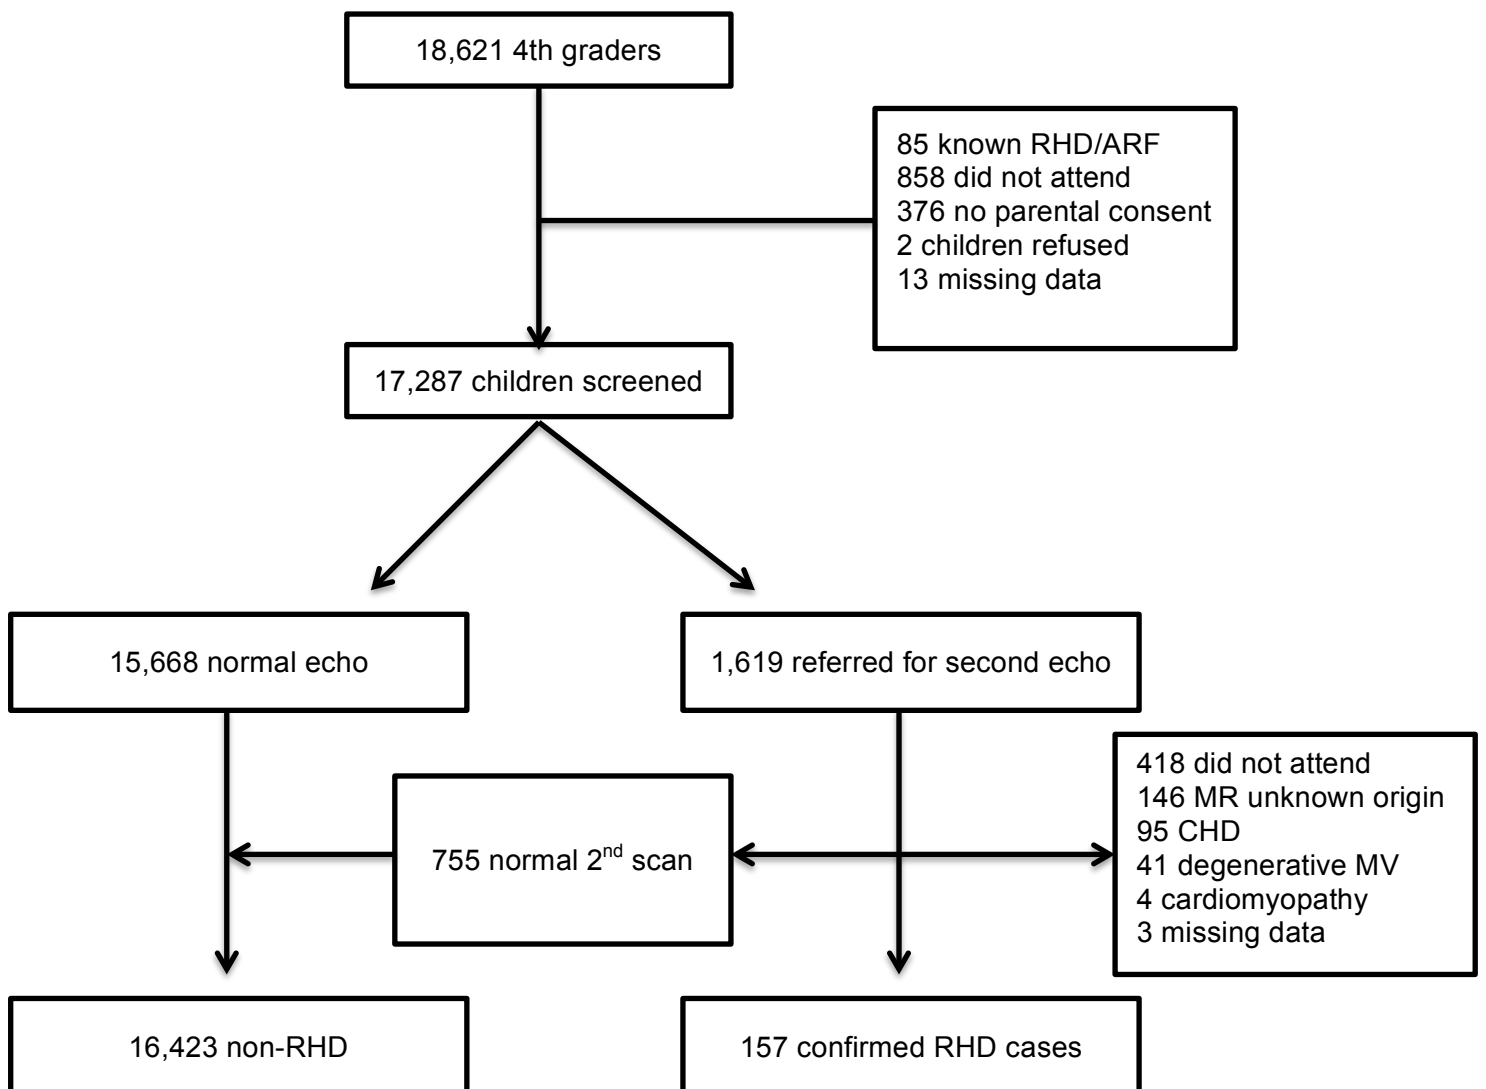 18,621 4th graders
85 known RHD/ARF
858 did not attend
376 no parental consent
2 children refused
13 missing data
17,287 children screened
15,668 normal echo
1,619 referred for second echo
755 normal 2nd scan
418 did not attend
146 MR unknown origin
95 CHD
41 degenerative MV
4 cardiomyopathy
3 missing data
16,423 non-RHD
157 confirmed RHD cases